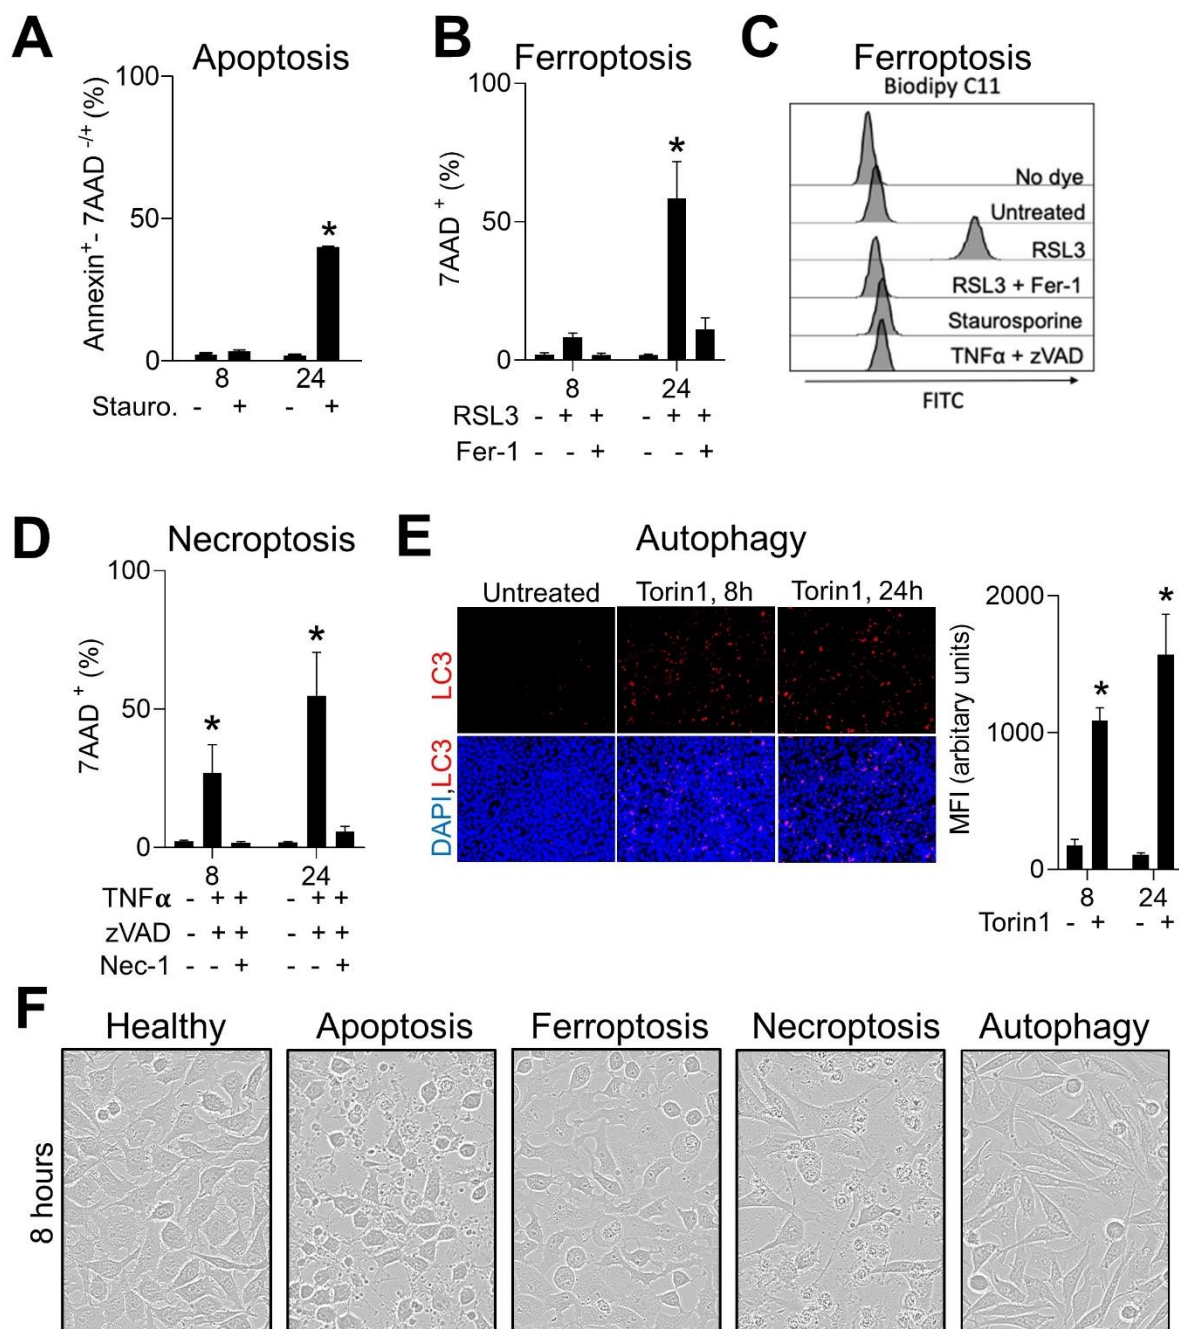 A
Apoptosis
Annexin⁺- 7AAD ⁻/⁺ (%)
100
50
0
8 24
Stauro. - + - +
*
B
Ferroptosis
7AAD ⁺ (%)
100
50
0
8 24
RSL3 - + + - + +
Fer-1 - - + - - +
*
C
Ferroptosis
Biodipy C11
No dye
Untreated
RSL3
RSL3 + Fer-1
Staurosporine
TNFα + zVAD
FITC
D
Necroptosis
7AAD ⁺ (%)
100
50
0
8 24
TNFα - + + - + +
zVAD - + + - + +
Nec-1 - - + - - +
* *
E
Autophagy
Untreated Torin1, 8h Torin1, 24h
LC3
DAPI,LC3
MFI (arbitary units)
2000
1000
0
8 24
Torin1 - + - +
* *
F
Healthy Apoptosis Ferroptosis Necroptosis Autophagy
8 hours